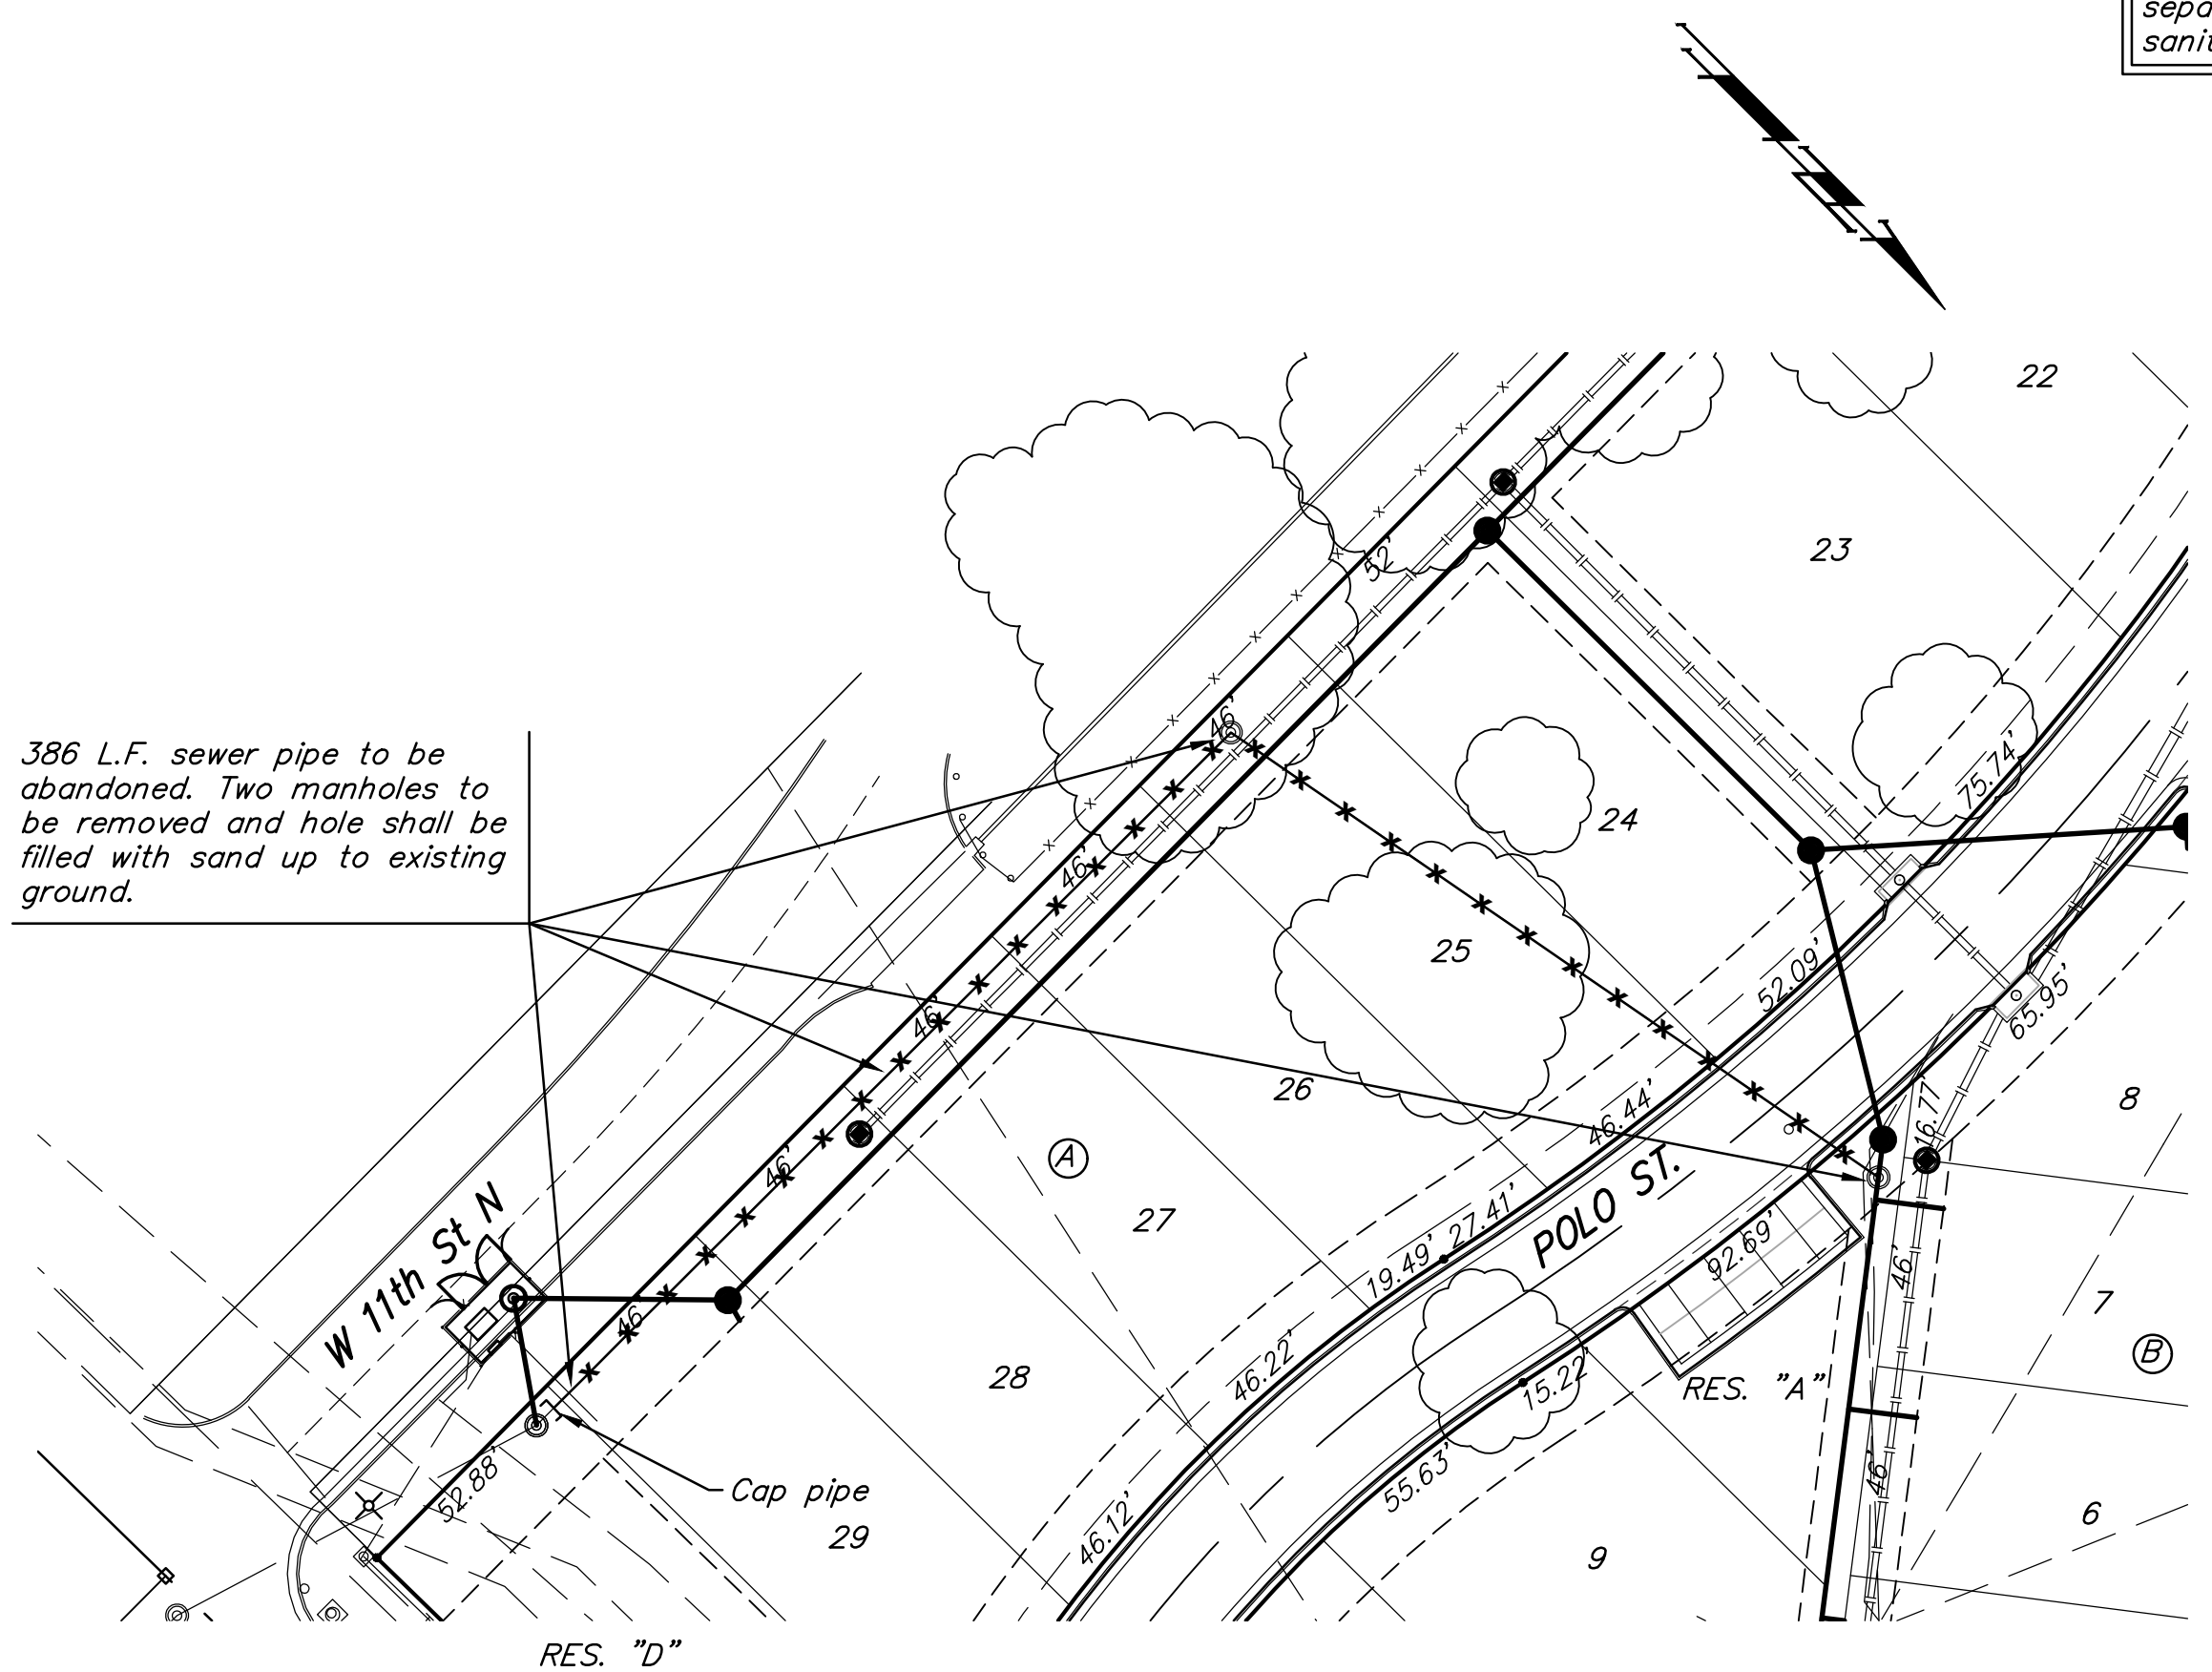 sepa
sanit
22
23
52'
46'
75.74'
386 L.F. sewer pipe to be
abandoned. Two manholes to
be removed and hole shall be
filled with sand up to existing
ground.
24
46'
25
52.09'
65.95'
46'
26
46.44'
16.77'
8
A
46'
27
POLO ST.
W 11th St N
19.49'
27.41'
92.69'
46'
7
46
28
46.22'
15.22'
RES. "A"
B
52.88'
Cap pipe
55.63'
46'
29
46.12'
9
6
RES. "D"